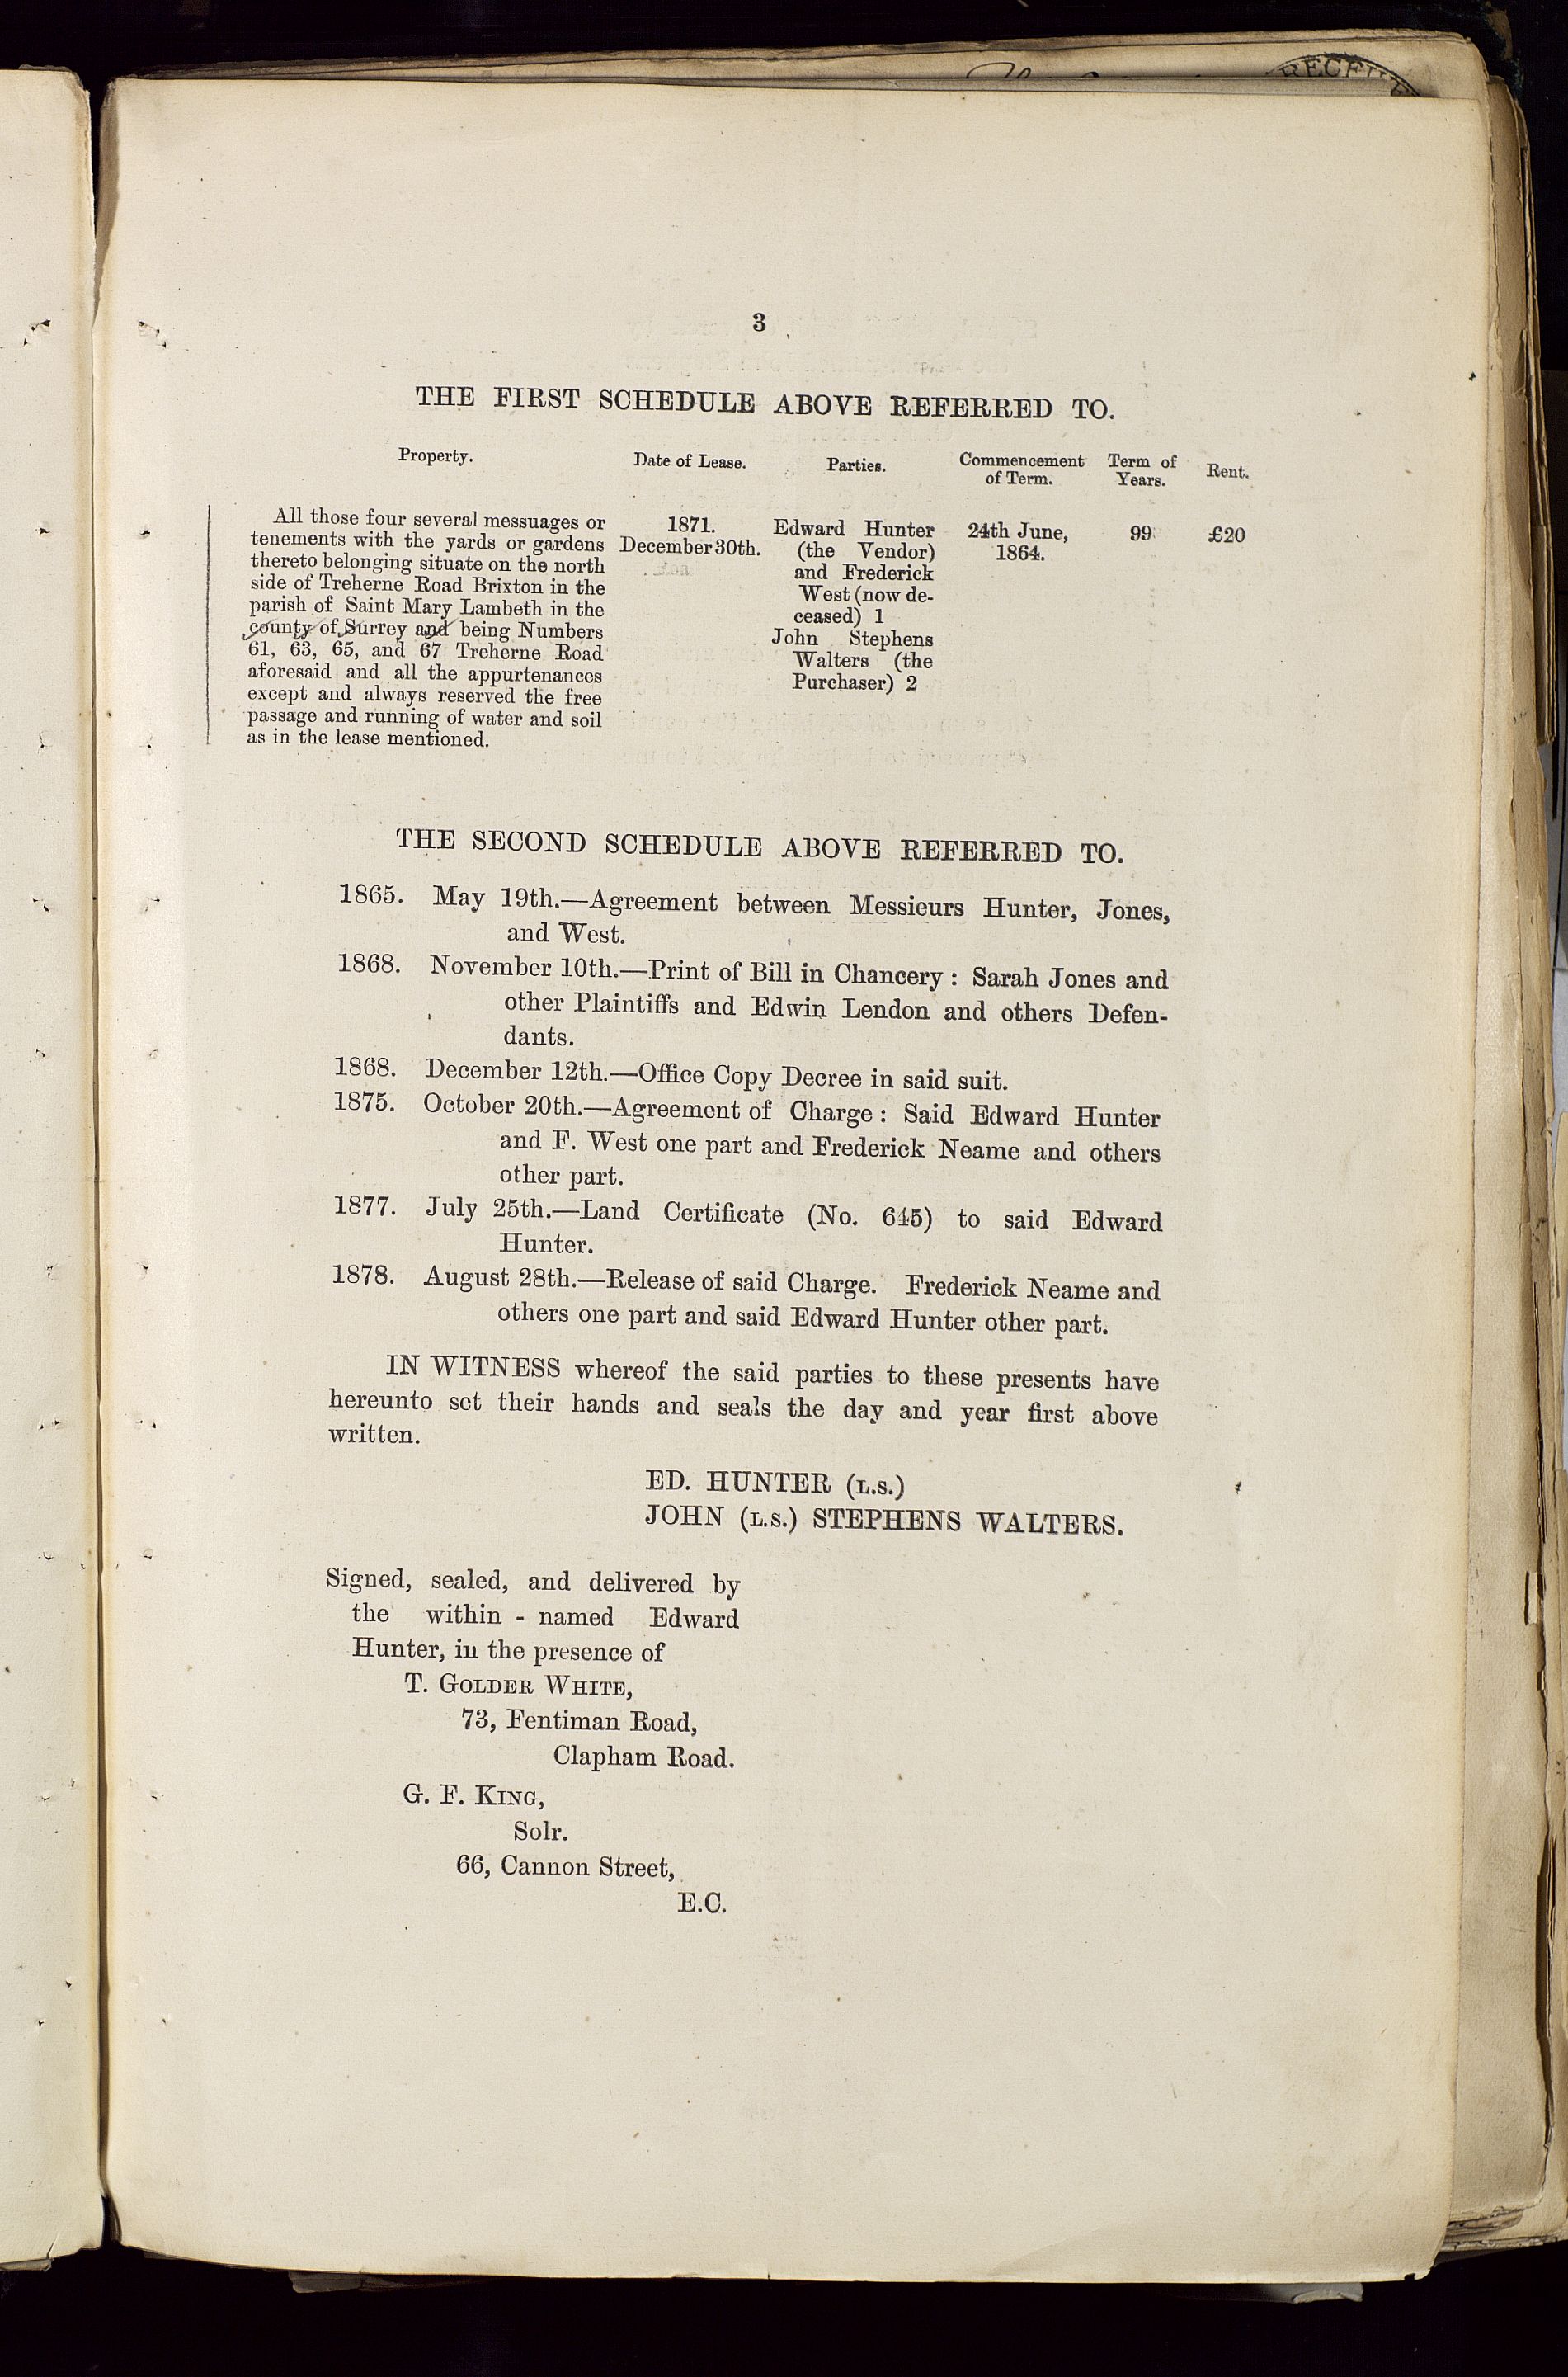 RECEI
3
THE FIRST SCHEDULE ABOVE REFERRED TO.
Property.
Date of Lease.
Parties.
Commencement
of Term.
Term of
Years.
Rent.
All those four several messuages or
tenements with the yards or gardens
thereto belonging situate on the north
side of Treherne Road Brixton in the
parish of Saint Mary Lambeth in the
county of Surrey and being Numbers
61, 63, 65, and 67 Treherne Road
aforesaid and all the appurtenances
except and always reserved the free
passage and running of water and soil
as in the lease mentioned.
1871.
December 30th.
Edward Hunter
(the Vendor)
and Frederick
West (now de-
ceased) 1
John Stephens
Walters (the
Purchaser) 2
24th June,
1864.
99
£20
THE SECOND SCHEDULE ABOVE REFERRED TO.
1865. May 19th.—Agreement between Messieurs Hunter, Jones,
and West.
1868. November 10th.—Print of Bill in Chancery: Sarah Jones and
other Plaintiffs and Edwin Lendon and others Defen-
dants.
1868. December 12th.—Office Copy Decree in said suit.
1875. October 20th.—Agreement of Charge: Said Edward Hunter
and F. West one part and Frederick Neame and others
other part.
1877. July 25th.—Land Certificate (No. 645) to said Edward
Hunter.
1878. August 28th.—Release of said Charge. Frederick Neame and
others one part and said Edward Hunter other part.
IN WITNESS whereof the said parties to these presents have
hereunto set their hands and seals the day and year first above
written.
ED. HUNTER (L.S.)
JOHN (L.S.) STEPHENS WALTERS.
Signed, sealed, and delivered by
the within-named Edward
Hunter, in the presence of
T. GOLDER WHITE,
73, Fentiman Road,
Clapham Road.
G. F. KING,
Solr.
66, Cannon Street,
E.C.